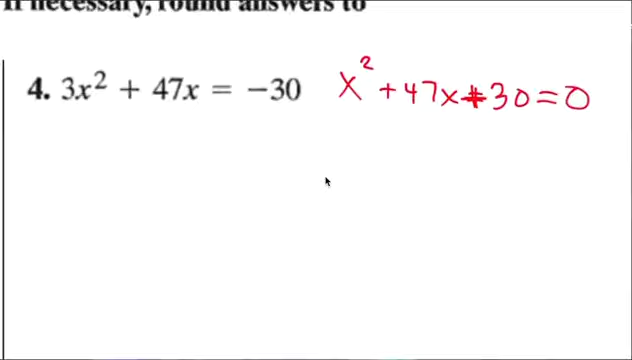 If necessary, round answers to
4. 3x² + 47x = −30
x² + 47x + 30 = 0